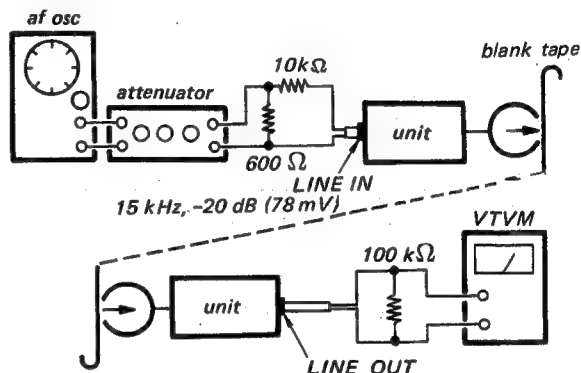 af osc
blank tape
attenuator
10kΩ
unit
600 Ω
LINE IN
15 kHz, -20 dB (78 mV)
VTVM
100 kΩ
unit
LINE OUT